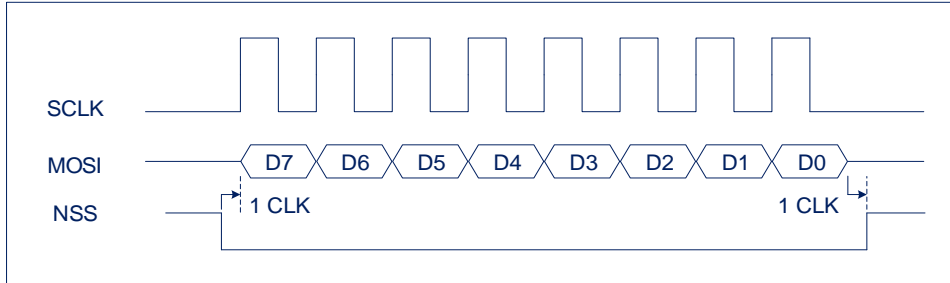 SCLK
MOSI D7 D6 D5 D4 D3 D2 D1 D0
1 CLK 1 CLK
NSS